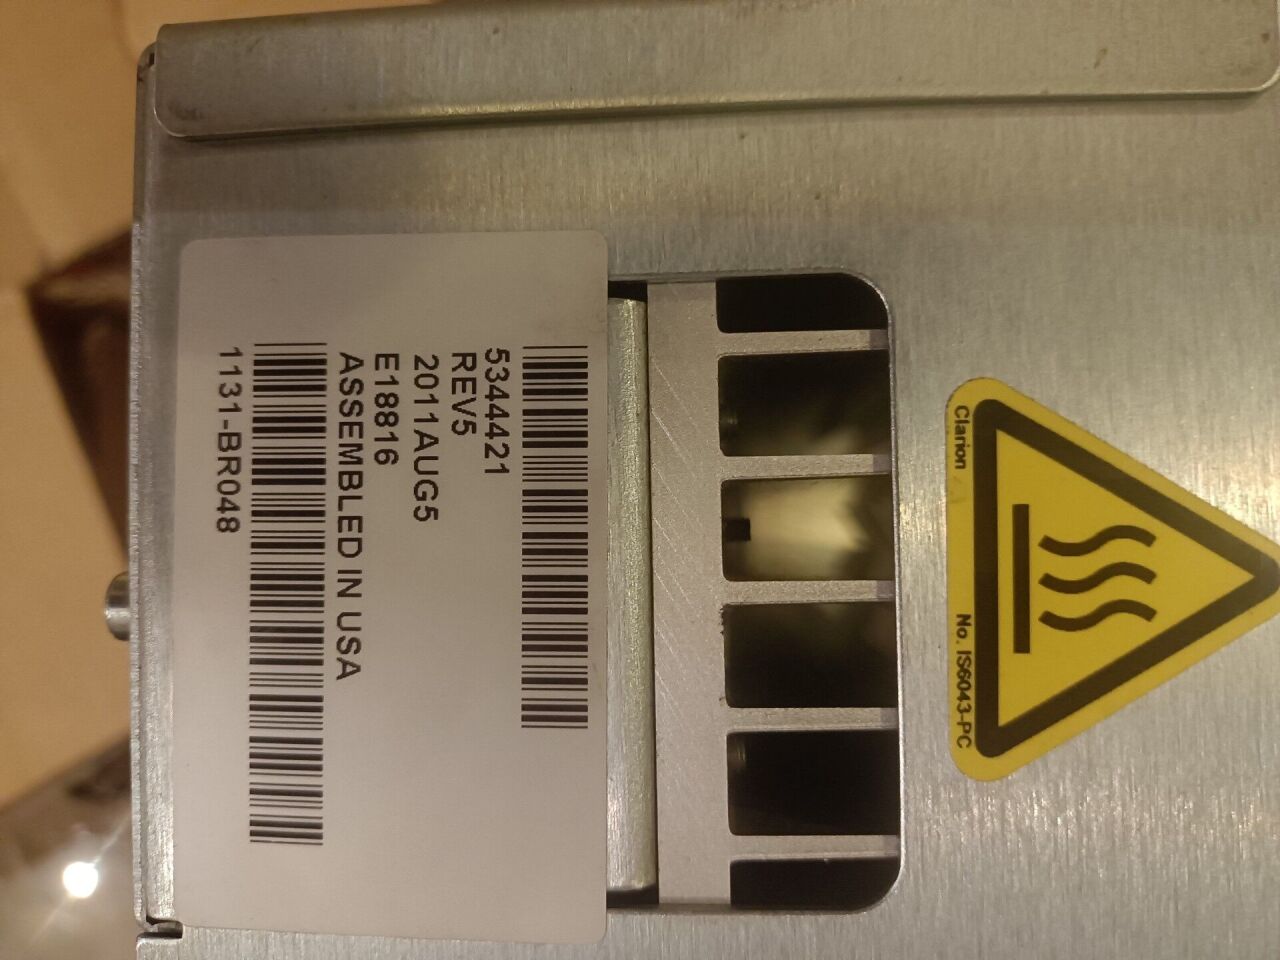 5344421
REV5
2011AUG5
E18816
ASSEMBLED IN USA
1131-BR048
Clarion
No. IS6043-PC